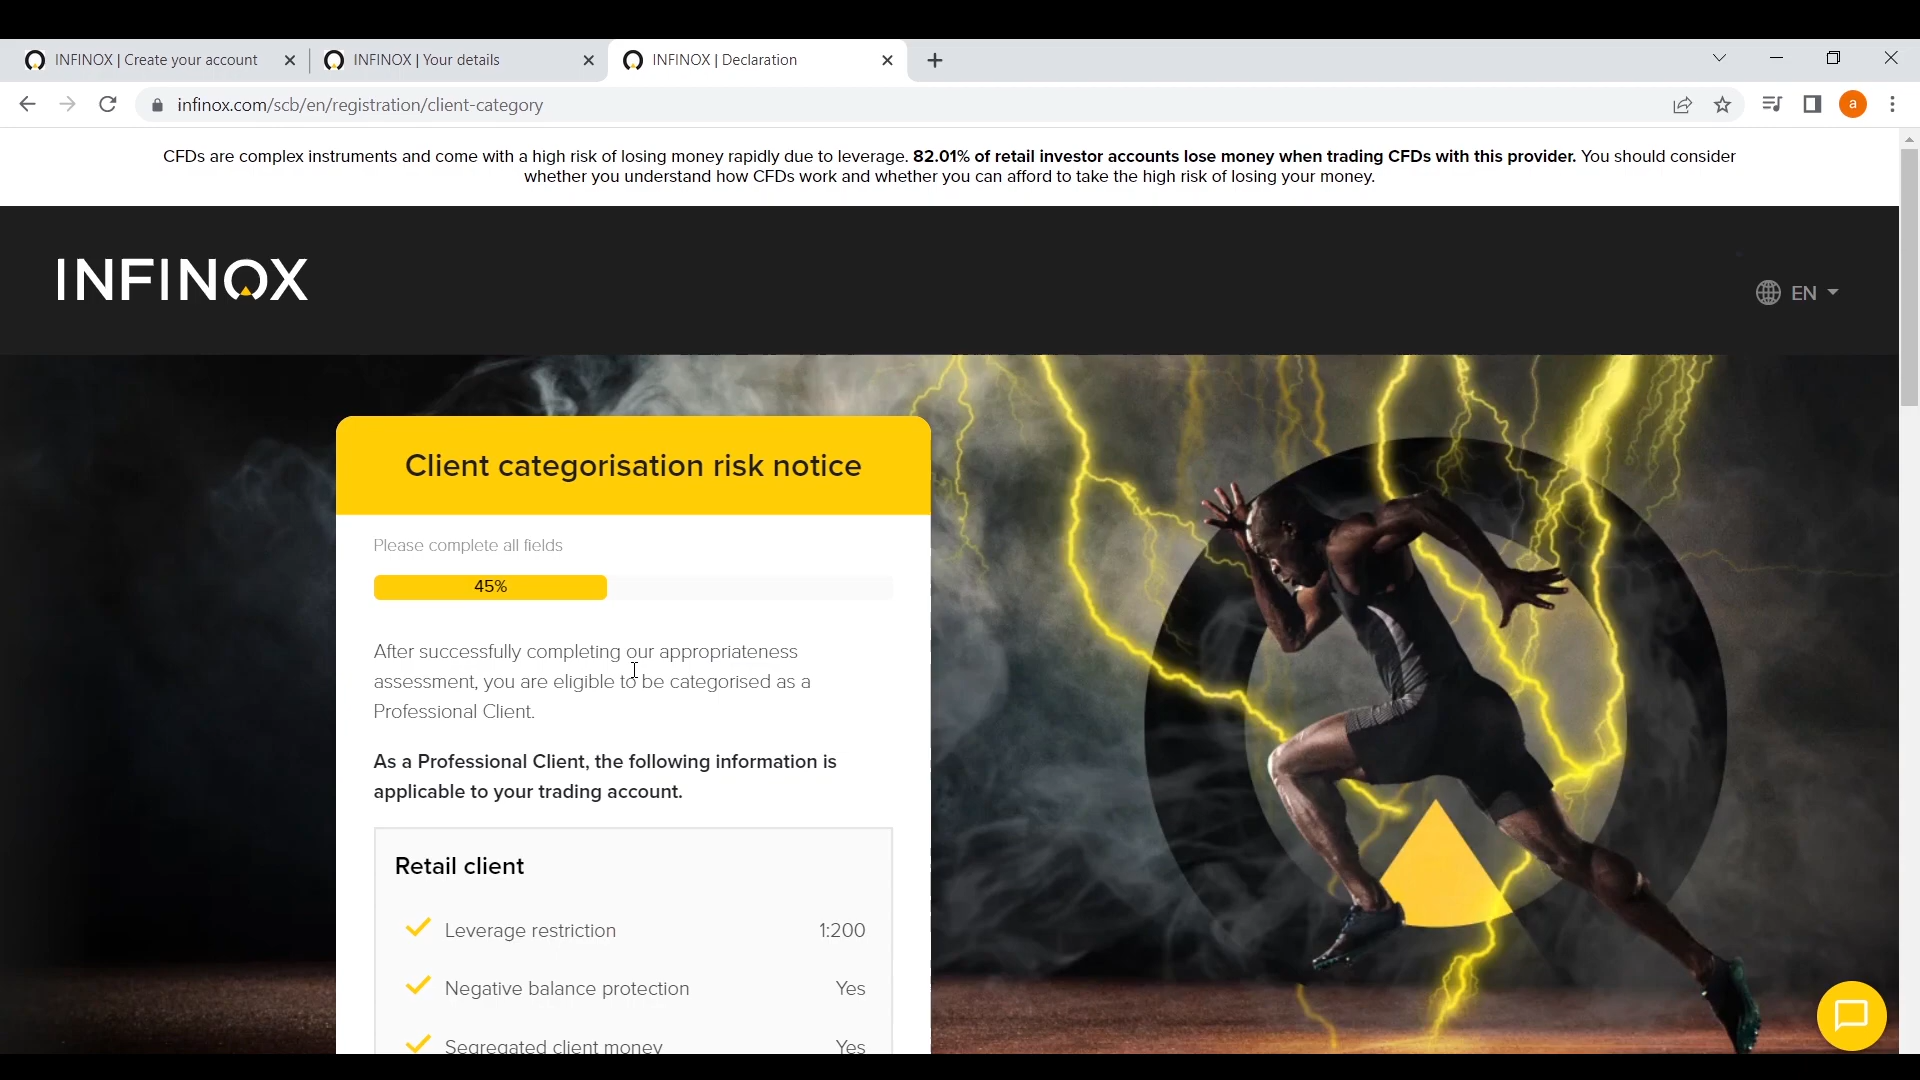 INFINOX | Create your account
INFINOX | Your details
INFINOX | Declaration
infinox.com/scb/en/registration/client-category
a
CFDs are complex instruments and come with a high risk of losing money rapidly due to leverage. 82.01% of retail investor accounts lose money when trading CFDs with this provider. You should consider
whether you understand how CFDs work and whether you can afford to take the high risk of losing your money.
INFINOX
EN
Client categorisation risk notice
Please complete all fields
45%
After successfully completing our appropriateness
assessment, you are eligible to be categorised as a
Professional Client.
As a Professional Client, the following information is
applicable to your trading account.
Retail client
Leverage restriction 1:200
Negative balance protection Yes
Segregated client money Yes